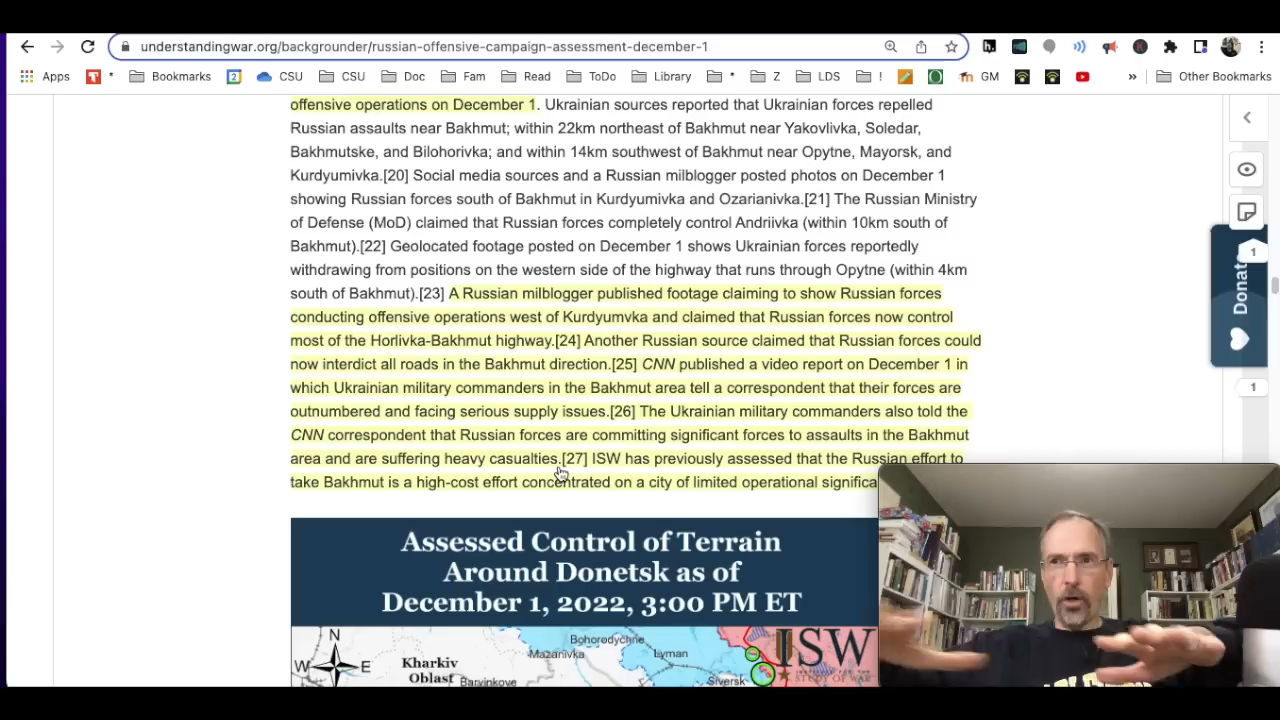 understandingwar.org/backgrounder/russian-offensive-campaign-assessment-december-1
Apps
Bookmarks
CSU
CSU
Doc
Fam
Read
ToDo
Library
*
Z
LDS
!
GM
»
Other Bookmarks
offensive operations on December 1. Ukrainian sources reported that Ukrainian forces repelled
Russian assaults near Bakhmut; within 22km northeast of Bakhmut near Yakovlivka, Soledar,
Bakhmutske, and Bilohorivka; and within 14km southwest of Bakhmut near Opytne, Mayorsk, and
Kurdyumivka.[20] Social media sources and a Russian milblogger posted photos on December 1
showing Russian forces south of Bakhmut in Kurdyumivka and Ozarianivka.[21] The Russian Ministry
of Defense (MoD) claimed that Russian forces completely control Andriivka (within 10km south of
Bakhmut).[22] Geolocated footage posted on December 1 shows Ukrainian forces reportedly
withdrawing from positions on the western side of the highway that runs through Opytne (within 4km
south of Bakhmut).[23] A Russian milblogger published footage claiming to show Russian forces
conducting offensive operations west of Kurdyumvka and claimed that Russian forces now control
most of the Horlivka-Bakhmut highway.[24] Another Russian source claimed that Russian forces could
now interdict all roads in the Bakhmut direction.[25] CNN published a video report on December 1 in
which Ukrainian military commanders in the Bakhmut area tell a correspondent that their forces are
outnumbered and facing serious supply issues.[26] The Ukrainian military commanders also told the
CNN correspondent that Russian forces are committing significant forces to assaults in the Bakhmut
area and are suffering heavy casualties.[27] ISW has previously assessed that the Russian effort to
take Bakhmut is a high-cost effort concentrated on a city of limited operational significa
1
Donate
1
Assessed Control of Terrain
Around Donetsk as of
December 1, 2022, 3:00 PM ET
N
W
E
Kharkiv
Oblast
Bohorodychne
Mazanivka
Lyman
Barvinkove
Siversk
ISW